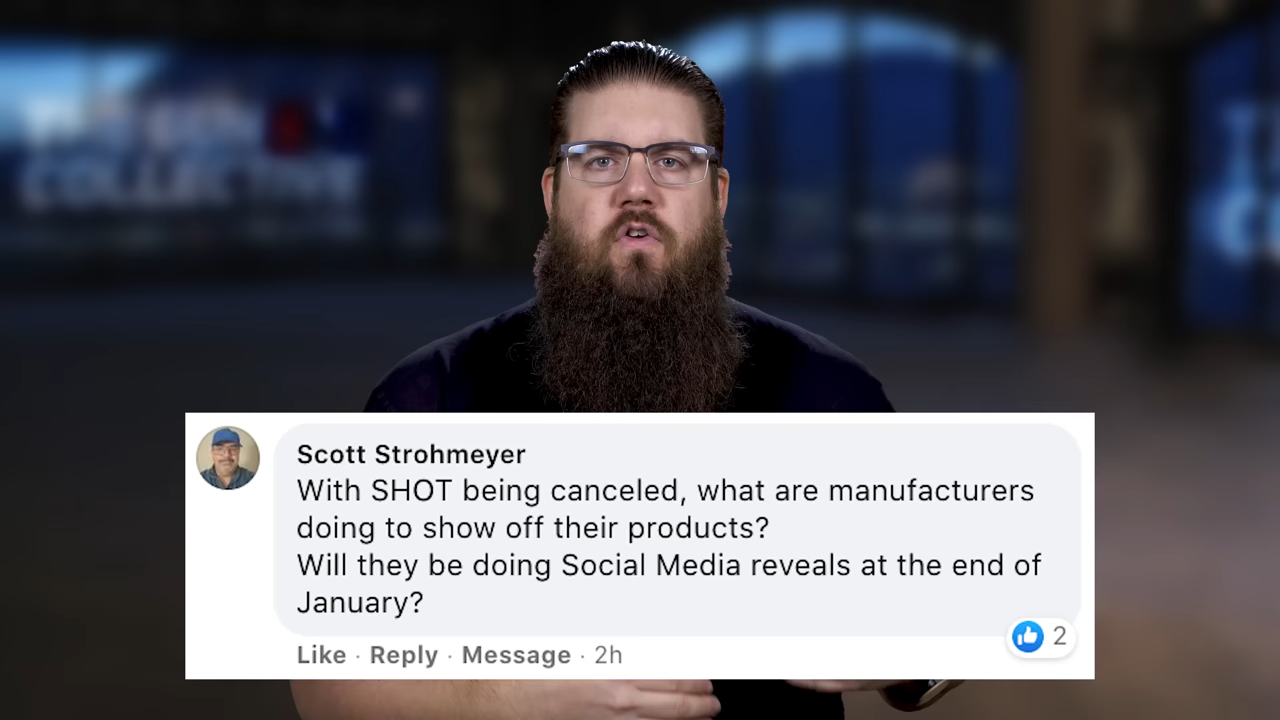 COLLECTIVE
Scott Strohmeyer
With SHOT being canceled, what are manufacturers
doing to show off their products?
Will they be doing Social Media reveals at the end of
January?
2
Like · Reply · Message · 2h